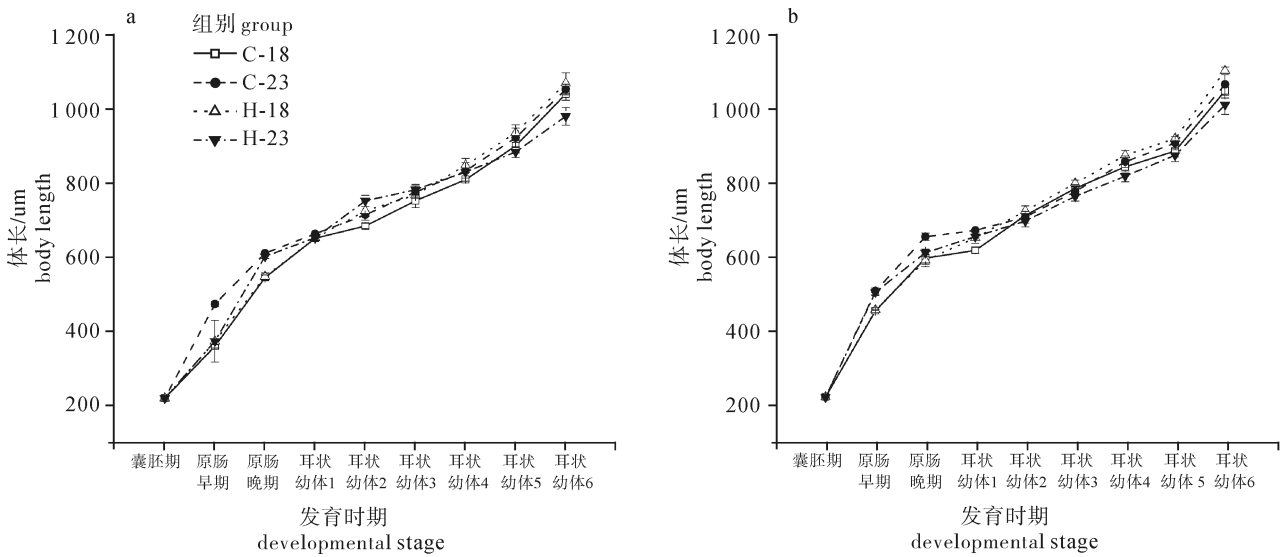 a
组别 group
C-18
C-23
H-18
H-23
1 200
1 000
800
600
400
200
体长/um
body length
囊胚期
原肠
早期
原肠
晚期
耳状
幼体1
耳状
幼体2
耳状
幼体3
耳状
幼体4
耳状
幼体5
耳状
幼体6
发育时期
developmental stage
b
1 200
1 000
800
600
400
200
体长/um
body length
囊胚期
原肠
早期
原肠
晚期
耳状
幼体1
耳状
幼体2
耳状
幼体3
耳状
幼体4
耳状
幼体 5
耳状
幼体6
发育时期
developmental stage